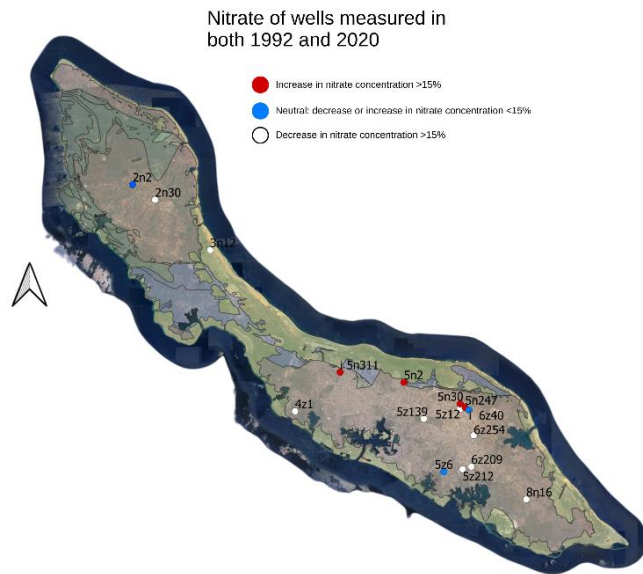 Nitrate of wells measured in
both 1992 and 2020
Increase in nitrate concentration >15%
Neutral: decrease or increase in nitrate concentration <15%
Decrease in nitrate concentration >15%
2n2
2n30
3n12
5n311
5n2
4z1
5n30
5n247
5z139
5z12
6z40
6z254
5z6
6z209
5z212
8n16